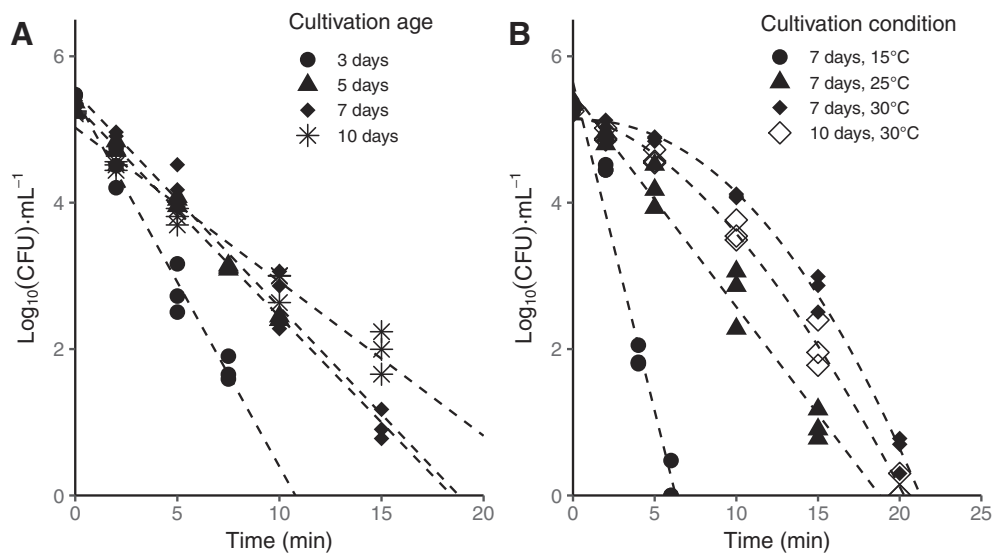 A
Cultivation age
3 days
5 days
7 days
10 days
Log₁₀(CFU)·mL⁻¹
6
4
2
0
0 5 10 15 20
Time (min)
B
Cultivation condition
7 days, 15°C
7 days, 25°C
7 days, 30°C
10 days, 30°C
Log₁₀(CFU)·mL⁻¹
6
4
2
0
0 5 10 15 20 25
Time (min)